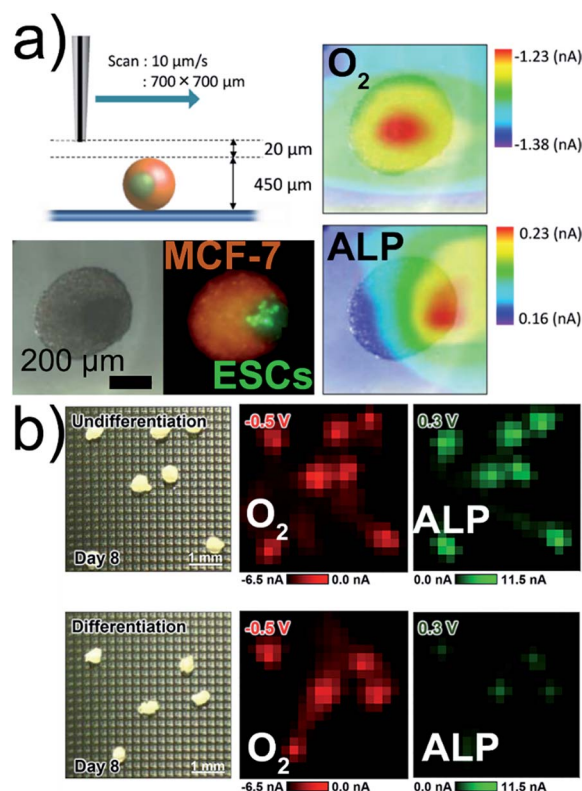 a)
Scan : 10 μm/s
: 700 × 700 μm
20 μm
450 μm
O2
-1.23 (nA)
-1.38 (nA)
MCF-7
200 μm
ESCs
ALP
0.23 (nA)
0.16 (nA)
b)
Undifferentiation
Day 8
1 mm
-0.5 V
O2
-6.5 nA 0.0 nA
0.3 V
ALP
0.0 nA 11.5 nA
Differentiation
Day 8
1 mm
-0.5 V
O2
-6.5 nA 0.0 nA
0.3 V
ALP
0.0 nA 11.5 nA